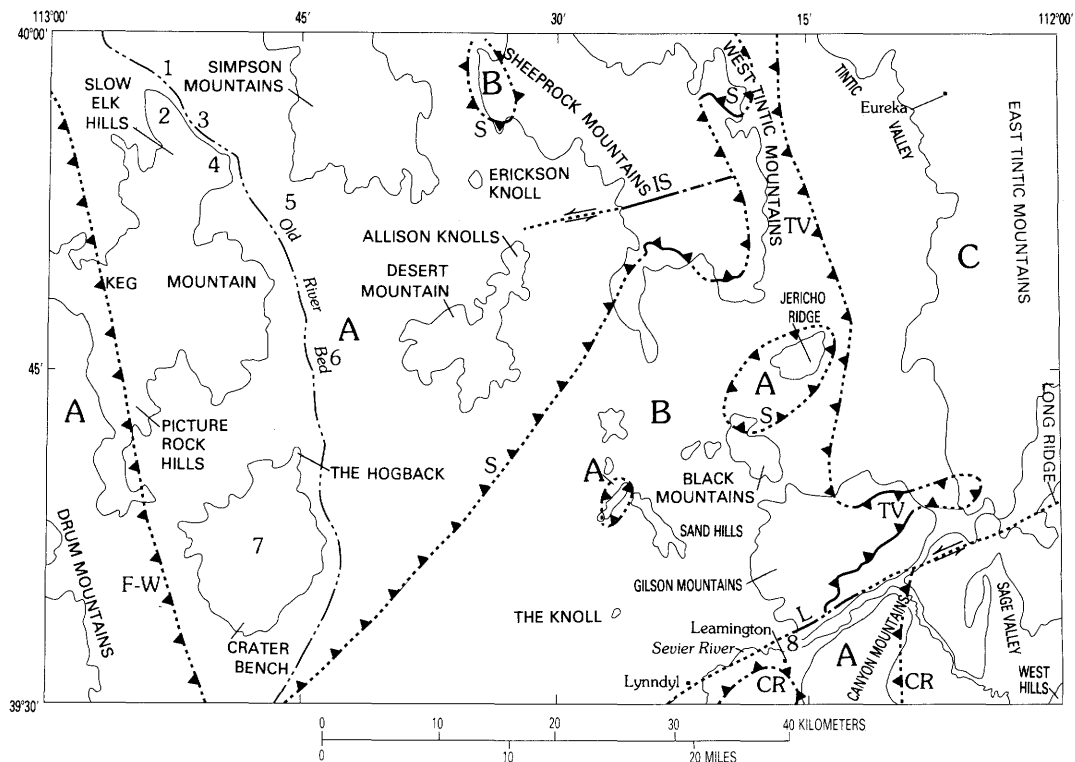 113°00'
45'
30'
15'
112°00'
40°00'
1
SLOW
ELK
HILLS
2
3
4
SIMPSON
MOUNTAINS
B
S
SHEEPROCK MOUNTAINS
WEST TINTIC MOUNTAINS
S
TINTIC
VALLEY
Eureka
EAST TINTIC MOUNTAINS
ERICKSON
KNOLL
IS
5
Old
River
Bed
6
ALLISON KNOLLS
TV
C
KEG
MOUNTAIN
DESERT
MOUNTAIN
A
JERICHO
RIDGE
45'
A
A
S
B
PICTURE
ROCK
HILLS
THE HOGBACK
S
A
BLACK
MOUNTAINS
LONG RIDGE
DRUM MOUNTAINS
7
SAND HILLS
TV
F-W
GILSON MOUNTAINS
THE KNOLL
L
SAGE VALLEY
CRATER
BENCH
Leamington
8
Sevier River
A
CANYON MOUNTAINS
Lynndyl
CR
CR
WEST
HILLS
39°30'
0
10
20
30
40 KILOMETERS
0
10
20 MILES